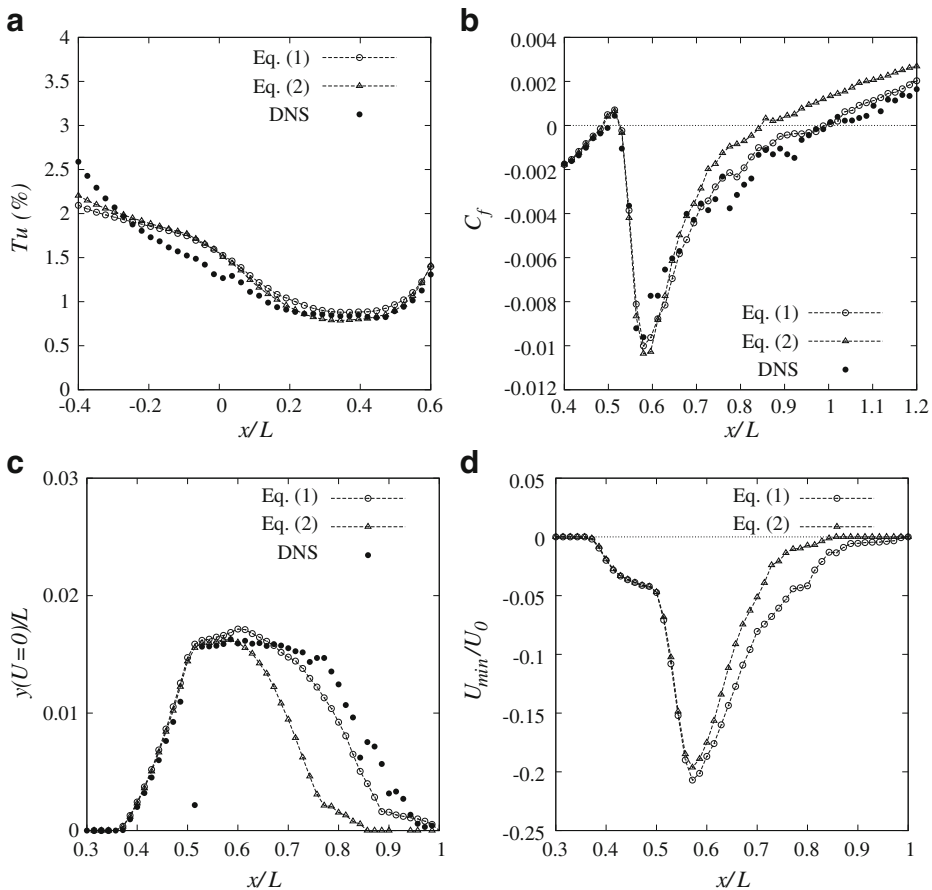 a
4
3.5
3
2.5
2
1.5
1
0.5
0
Tu (%)
Eq. (1)
Eq. (2)
DNS
-0.4
-0.2
0
0.2
0.4
0.6
x/L
b
0.004
0.002
0
-0.002
-0.004
-0.006
-0.008
-0.01
-0.012
C_f
Eq. (1)
Eq. (2)
DNS
0.4
0.5
0.6
0.7
0.8
0.9
1
1.1
1.2
x/L
c
0.03
0.02
0.01
0
y(U=0)/L
Eq. (1)
Eq. (2)
DNS
0.3
0.4
0.5
0.6
0.7
0.8
0.9
1
x/L
d
0.05
0
-0.05
-0.1
-0.15
-0.2
-0.25
U_min/U_0
Eq. (1)
Eq. (2)
0.3
0.4
0.5
0.6
0.7
0.8
0.9
1
x/L